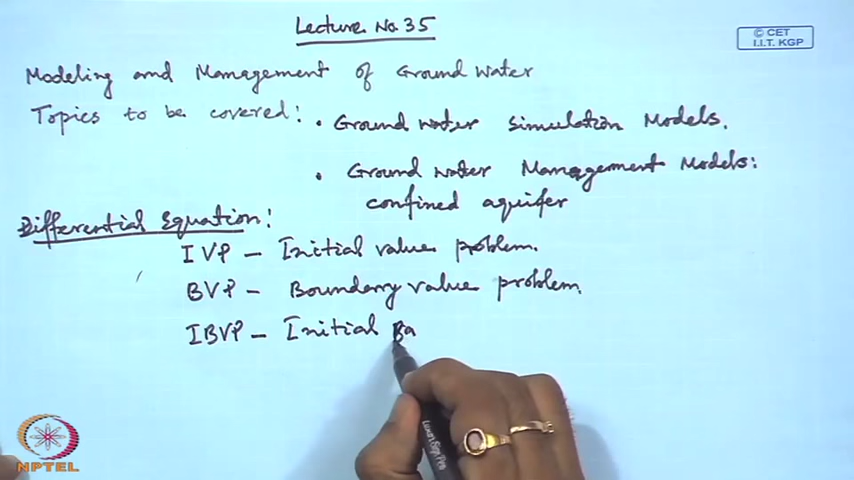 Lecture No. 35
© CET
I.I.T. KGP
Modeling and Management of Ground water
Topics to be covered: • Ground water simulation Models.
• Ground water Management Models:
confined aquifer
Differential Equation:
IVP - Initial value problem.
BVP - Boundary value problem.
IBVP - Initial Ba
NPTEL